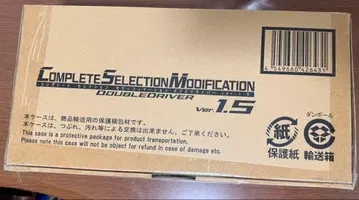 4 549660 426431
COMPLETE SELECTION MODIFICATION
DOUBLEDRIVER
Ver.1.5
本ケースは、商品輸送用の保護梱包材です。
本ケースは、つぶれ、汚れ等による交換は出来ません。ご了承ください。
This case is a protective package for product transportation.
Please note this case will not be object for refund in case of damage etc.
紙
保護紙
ダンボール
輸送箱